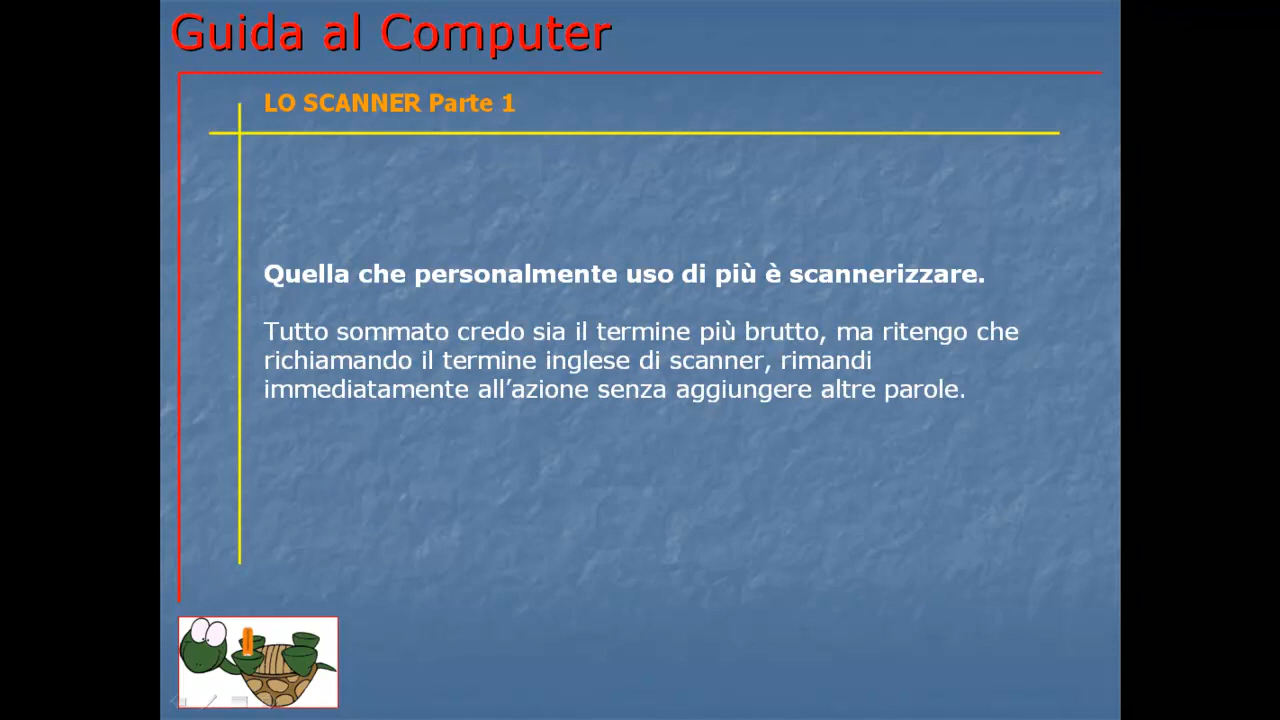 Guida al Computer
LO SCANNER Parte 1
Quella che personalmente uso di più è scannerizzare.
Tutto sommato credo sia il termine più brutto, ma ritengo che
richiamando il termine inglese di scanner, rimandi
immediatamente all’azione senza aggiungere altre parole.